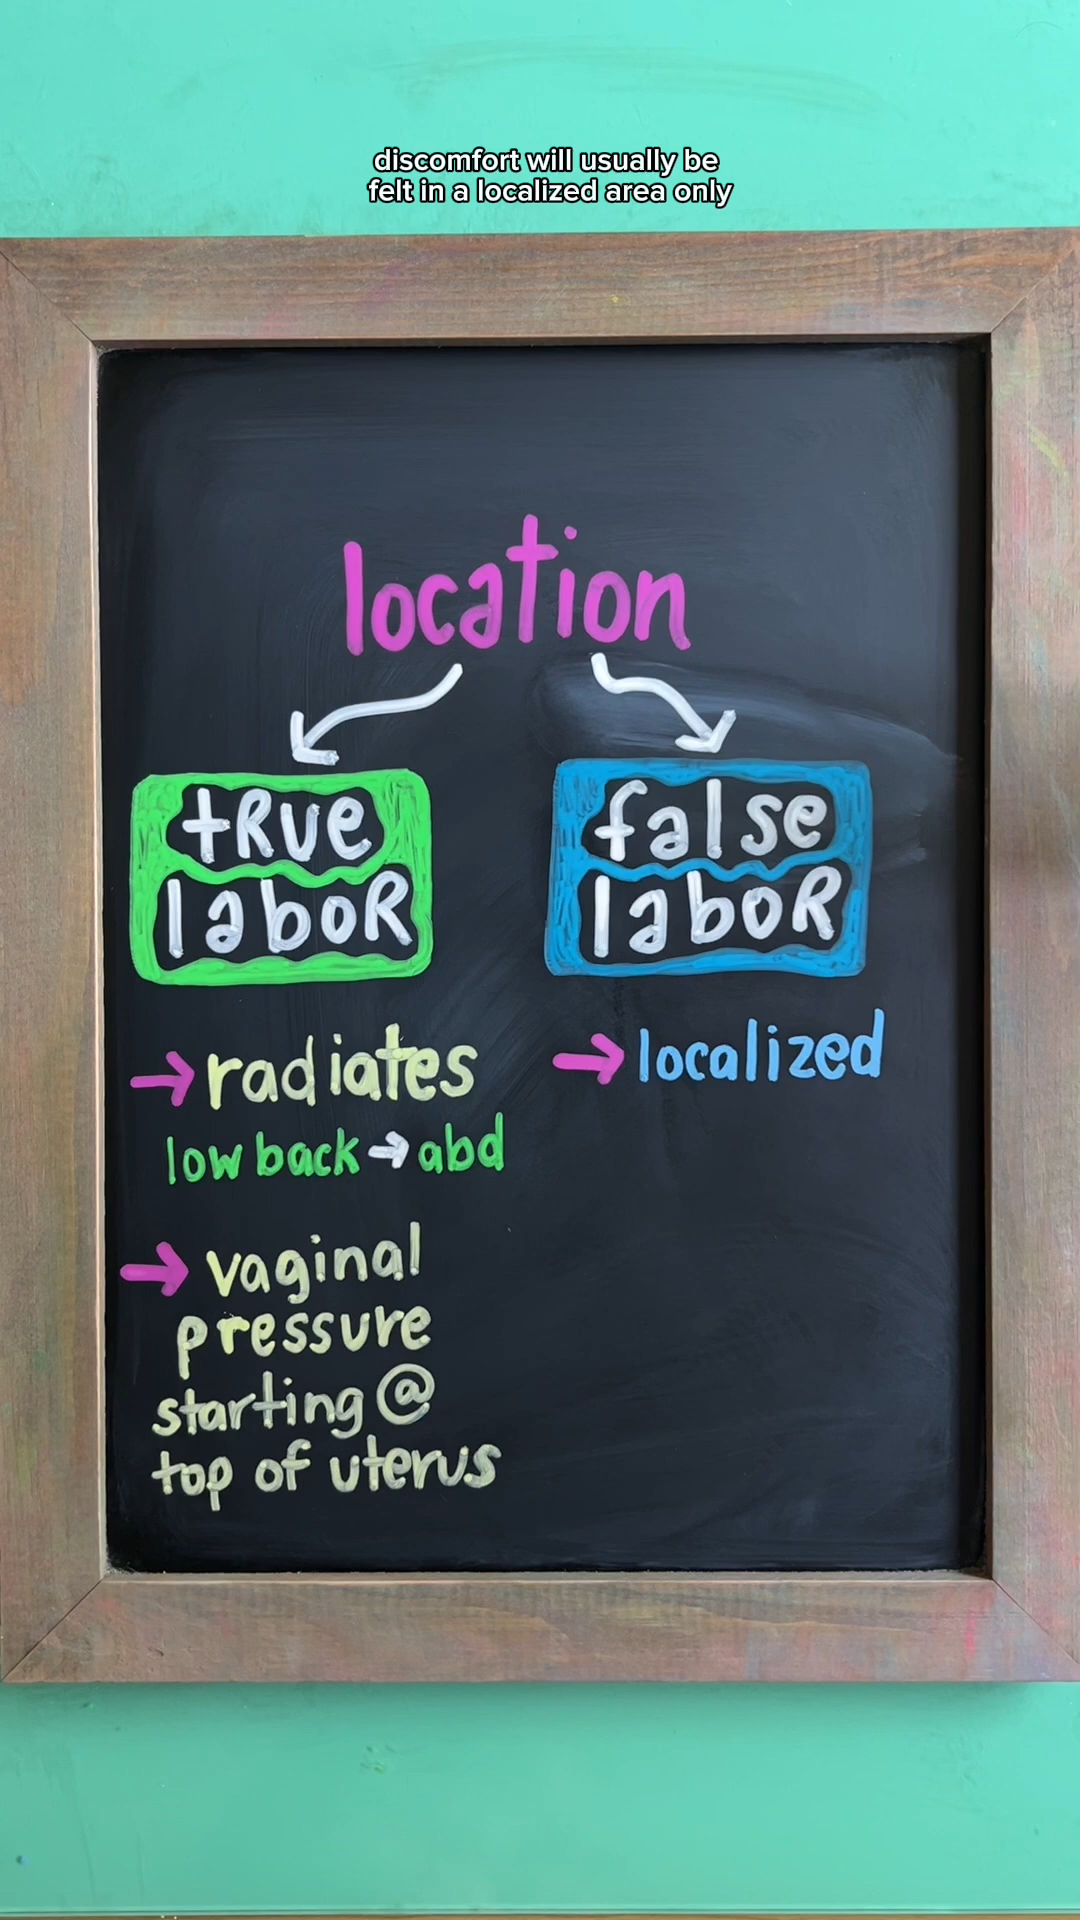 discomfort will usually be
felt in a localized area only
location
true
labor
→ radiates
low back → abd
→ vaginal
pressure
starting @
top of uterus
false
labor
→ localized